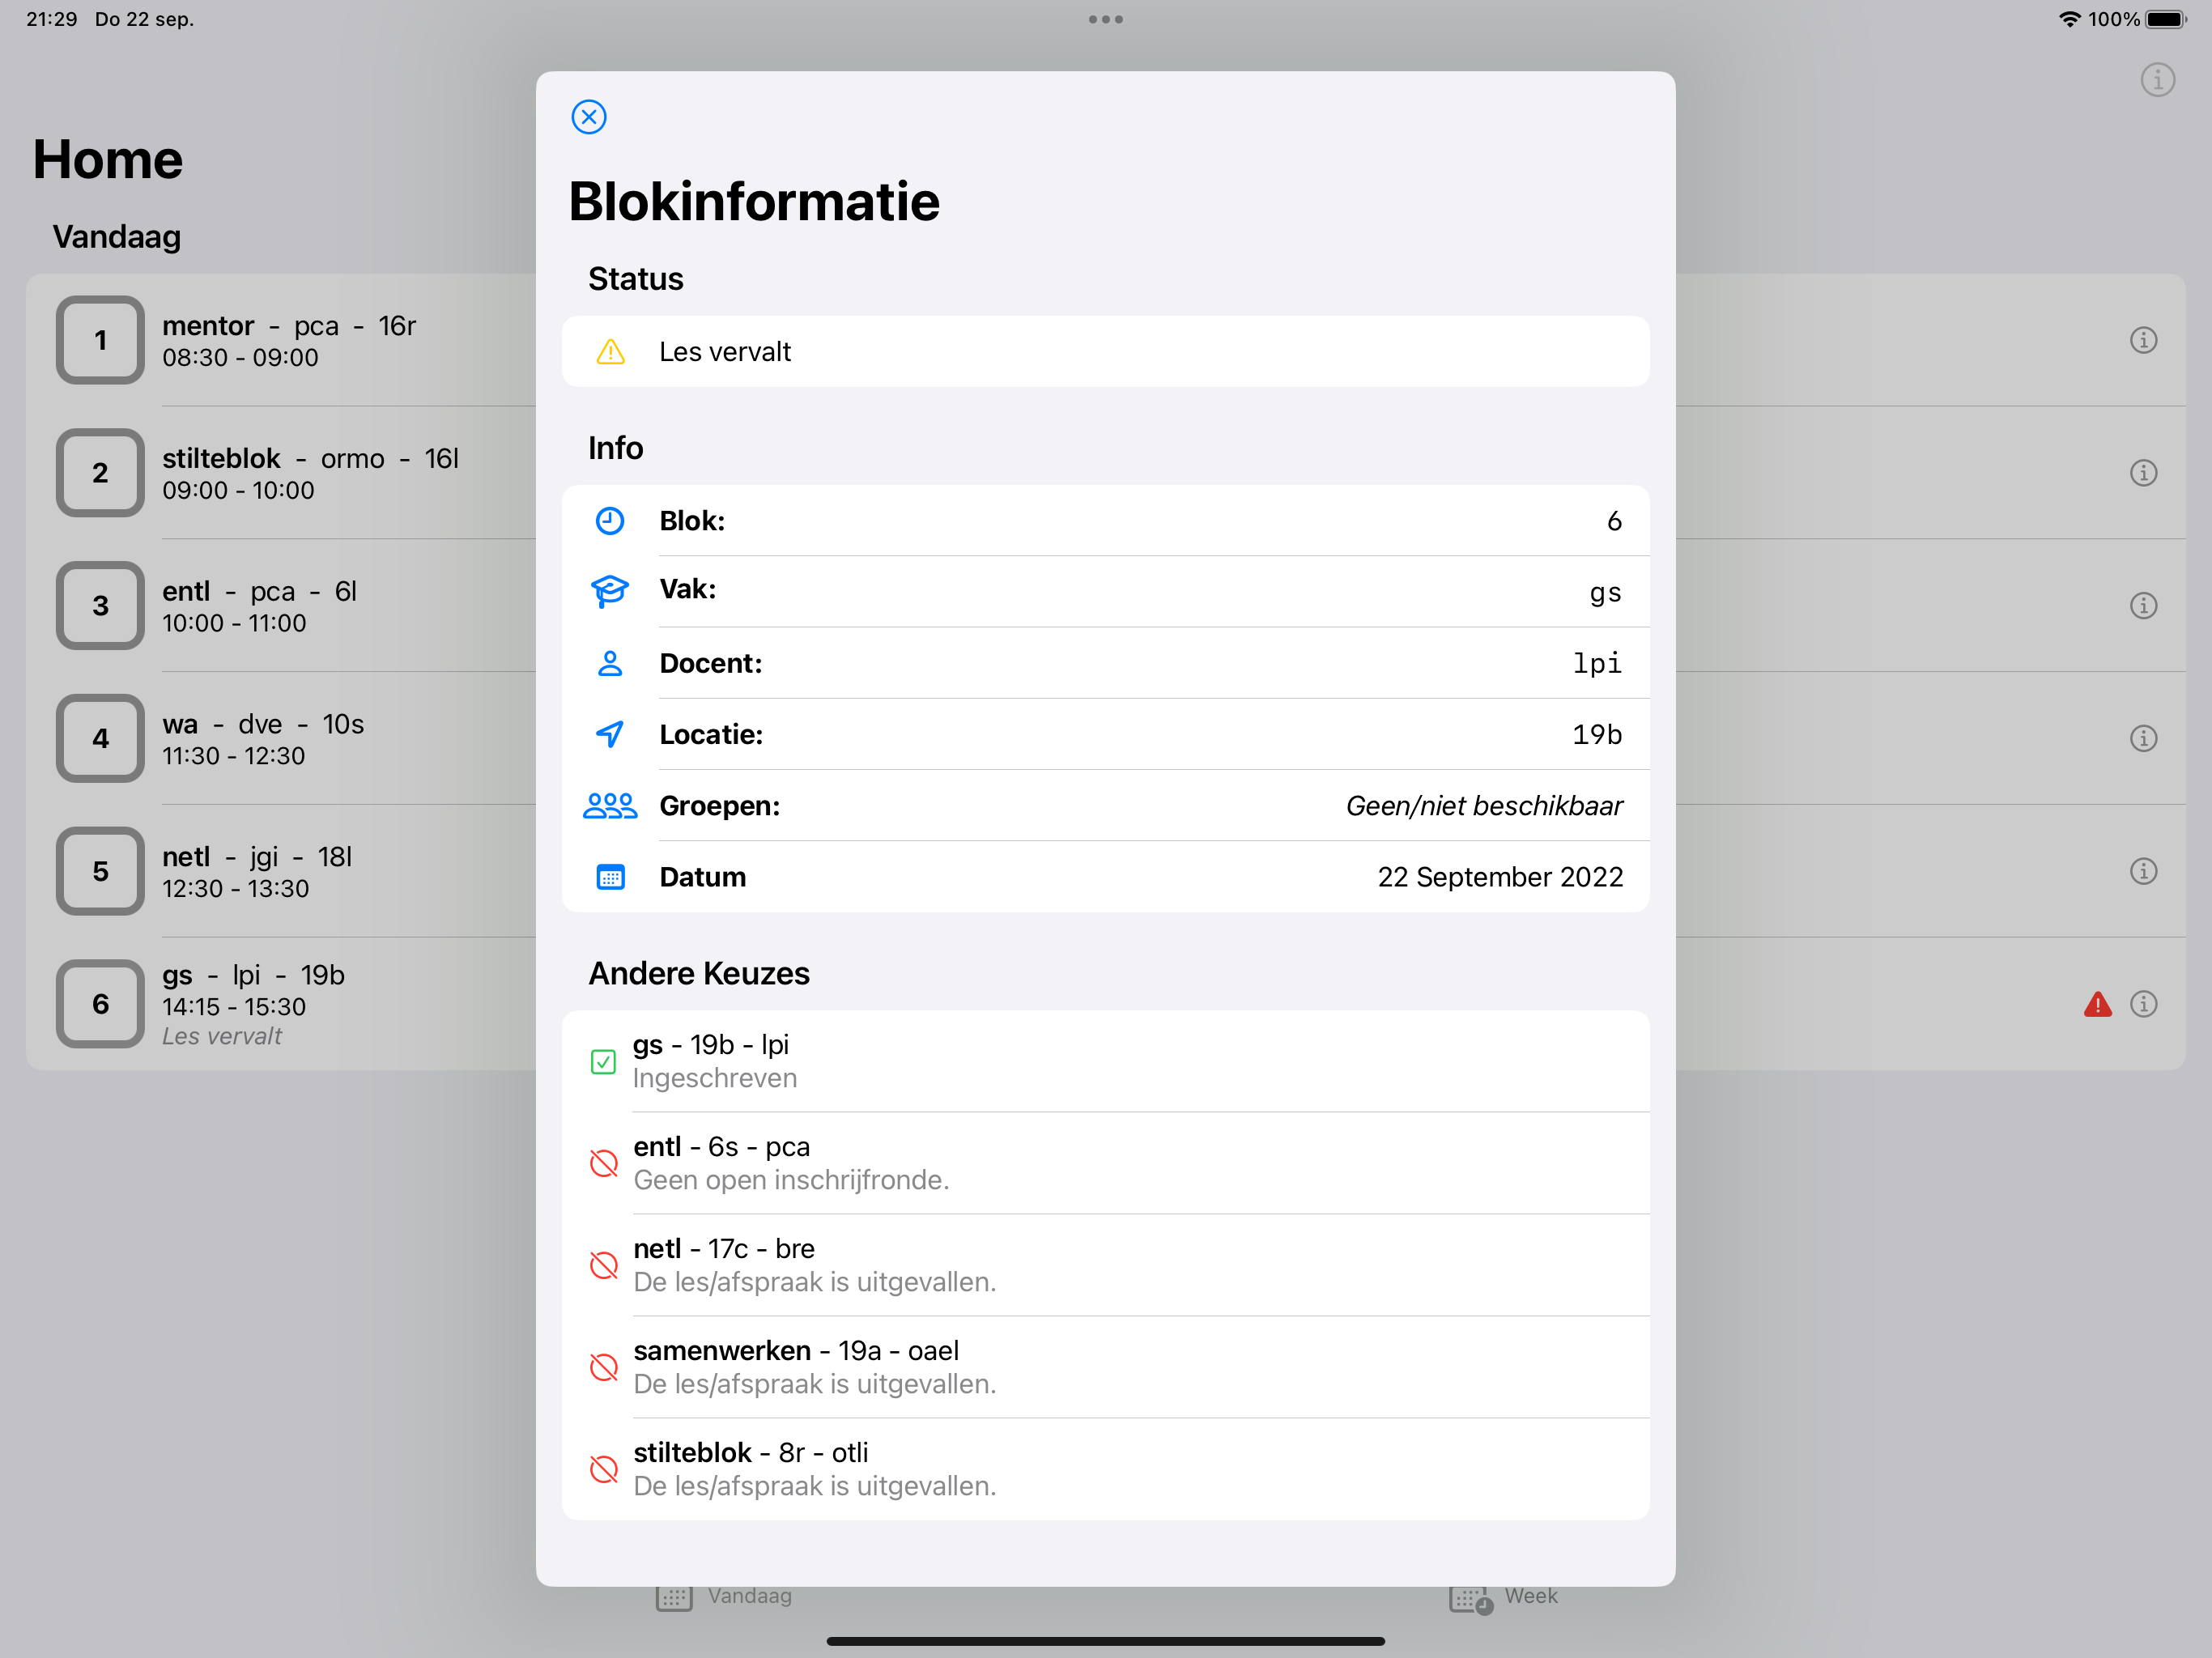 21:29 Do 22 sep.
100%
Home
Vandaag
1
mentor - pca - 16r
08:30 - 09:00
2
stilteblok - ormo - 16l
09:00 - 10:00
3
entl - pca - 6l
10:00 - 11:00
4
wa - dve - 10s
11:30 - 12:30
5
netl - jgi - 18l
12:30 - 13:30
6
gs - lpi - 19b
14:15 - 15:30
Les vervalt
Blokinformatie
Status
Les vervalt
Info
Blok: 6
Vak: gs
Docent: lpi
Locatie: 19b
Groepen: Geen/niet beschikbaar
Datum 22 September 2022
Andere Keuzes
gs - 19b - lpi
Ingeschreven
entl - 6s - pca
Geen open inschrijfronde.
netl - 17c - bre
De les/afspraak is uitgevallen.
samenwerken - 19a - oael
De les/afspraak is uitgevallen.
stilteblok - 8r - otli
De les/afspraak is uitgevallen.
Vandaag
Week